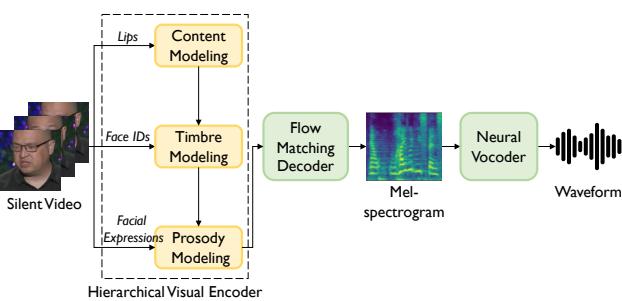 Lips
Content
Modeling
Face IDs
Timbre
Modeling
Facial
Expressions
Prosody
Modeling
Silent Video
Hierarchical Visual Encoder
Flow
Matching
Decoder
Mel-
spectrogram
Neural
Vocoder
Waveform